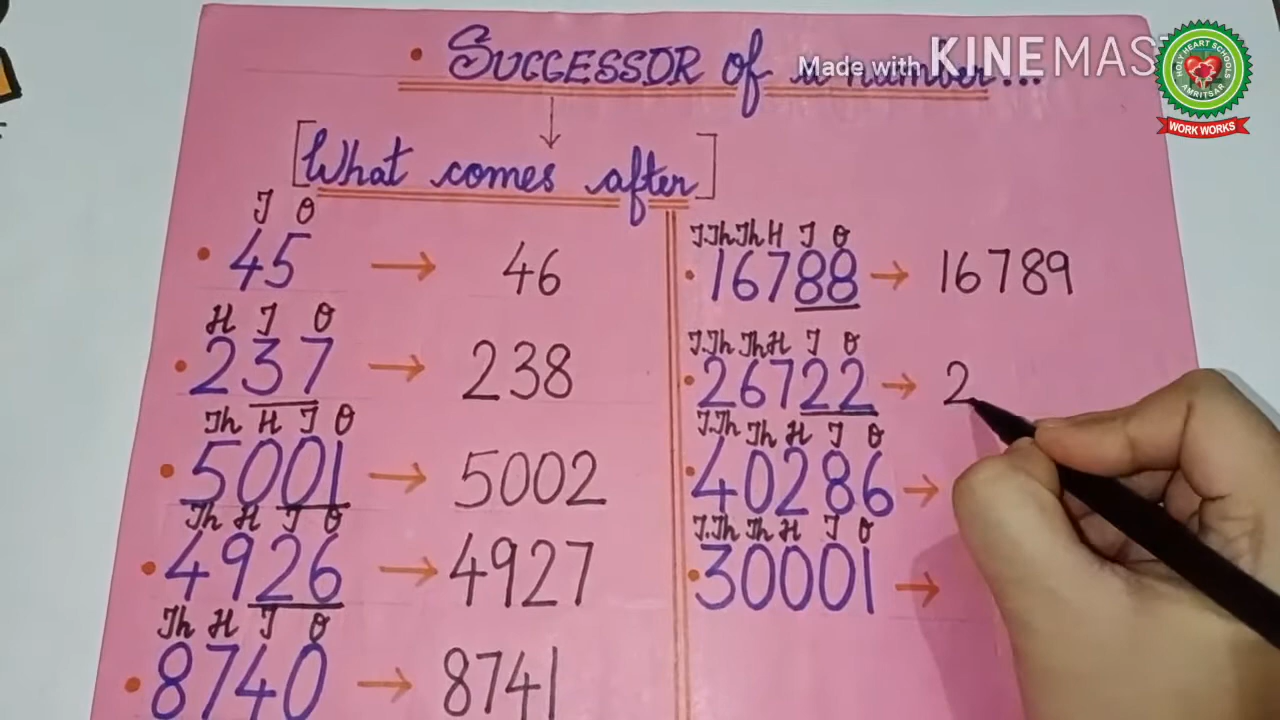 • SUCCESSOR of a number...
Made with KINEMAS
HOLY HEART SCHOOLS
AMRITSAR
WORK WORKS
[What comes after]
T O
• 45 → 46
H T O
• 237 → 238
Th H T O
• 5001 → 5002
Th H T O
• 4926 → 4927
Th H T O
• 8740 → 8741
T.Th Th H T O
• 16788 → 16789
T.Th Th H T O
• 26722 → 2
T.Th Th H T O
• 40286 →
T.Th Th H T O
• 30001 →